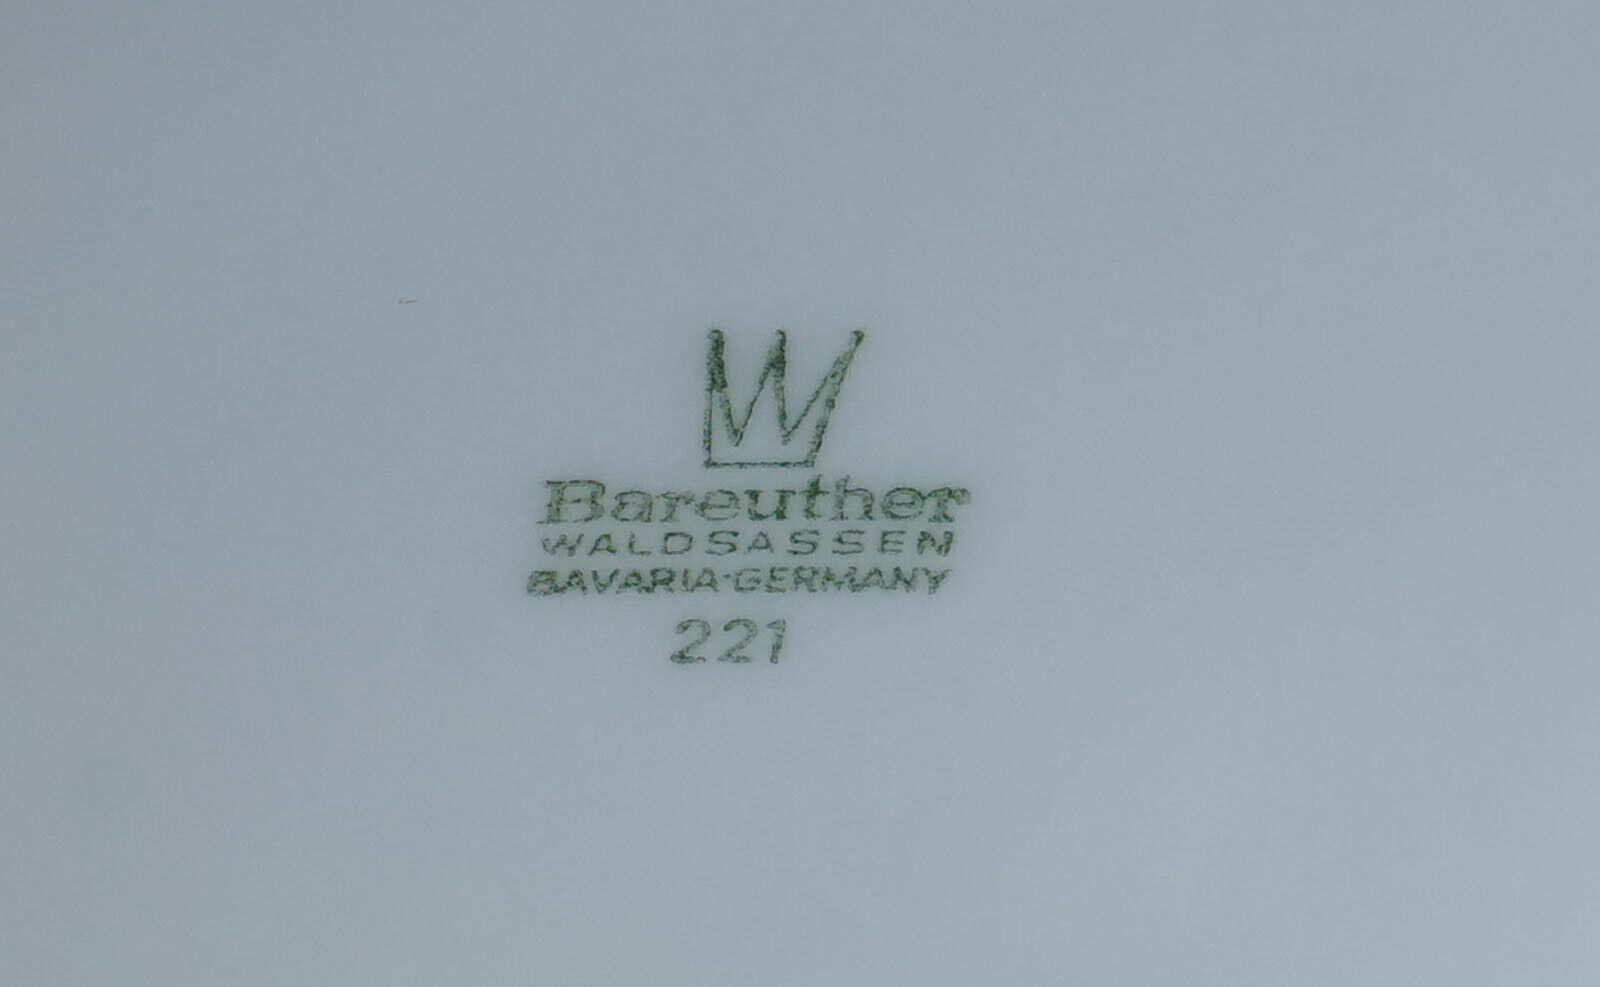 Bareuther
WALDSASSEN
BAVARIA·GERMANY
221